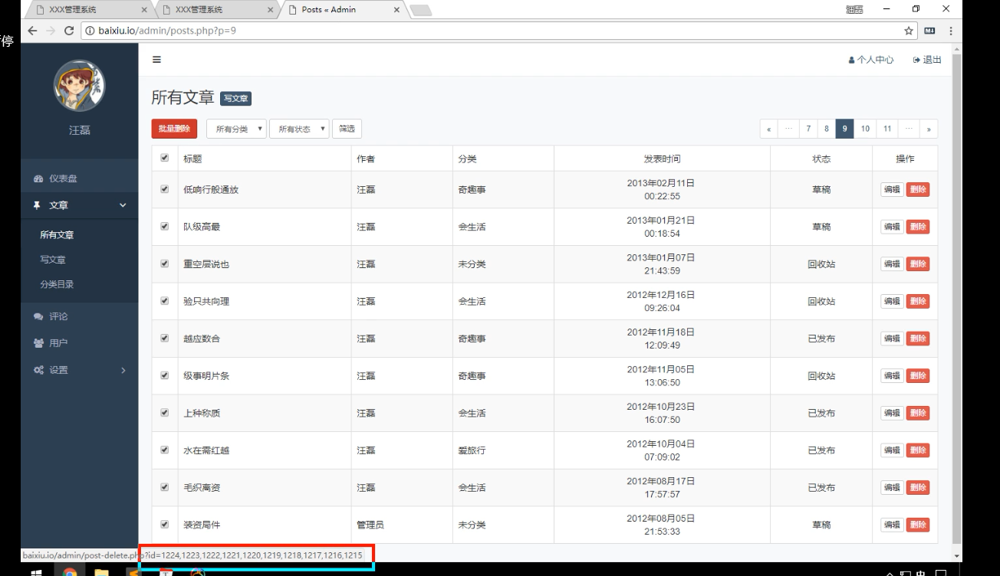 XXX管理系统
XXX管理系统
Posts « Admin
停
baixiu.io/admin/posts.php?p=9
个人中心 退出
汪磊
仪表盘
文章
所有文章
写文章
分类目录
评论
用户
设置
所有文章 写文章
批量删除 所有分类 所有状态 筛选
« ··· 7 8 9 10 11 ··· »
标题 作者 分类 发表时间 状态 操作
低响行般通放 汪磊 奇趣事 2013年02月11日 草稿 编辑 删除
00:22:55
队级高最 汪磊 会生活 2013年01月21日 草稿 编辑 删除
00:18:54
重空层说也 汪磊 未分类 2013年01月07日 回收站 编辑 删除
21:43:59
验只共向理 汪磊 会生活 2012年12月16日 回收站 编辑 删除
09:26:04
越应数合 汪磊 奇趣事 2012年11月18日 已发布 编辑 删除
12:09:49
级事明片条 汪磊 奇趣事 2012年11月05日 回收站 编辑 删除
13:06:50
上种称质 汪磊 会生活 2012年10月23日 已发布 编辑 删除
16:07:50
水在需红越 汪磊 爱旅行 2012年10月04日 已发布 编辑 删除
07:09:02
毛织离资 汪磊 会生活 2012年08月17日 已发布 编辑 删除
17:57:57
装资局件 管理员 未分类 2012年08月05日 草稿 编辑 删除
21:53:33
baixiu.io/admin/post-delete.php?id=1224,1223,1222,1221,1220,1219,1218,1217,1216,1215